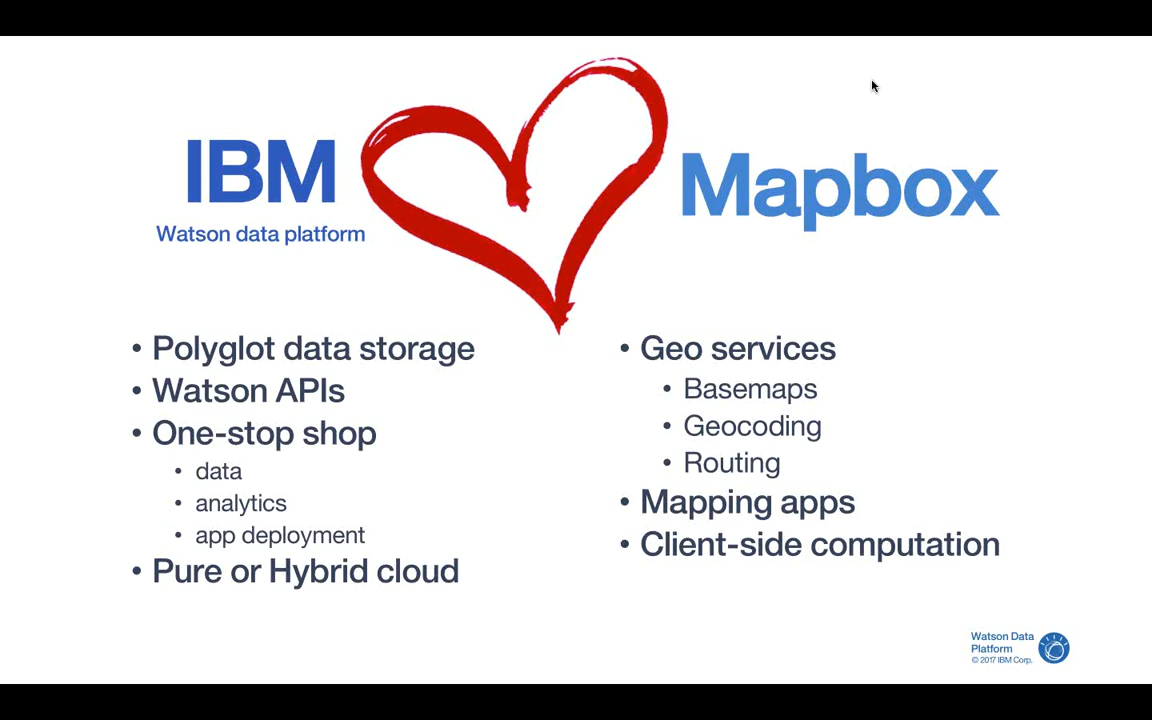 IBM
Watson data platform
Mapbox
• Polyglot data storage
• Watson APIs
• One-stop shop
• data
• analytics
• app deployment
• Pure or Hybrid cloud
• Geo services
• Basemaps
• Geocoding
• Routing
• Mapping apps
• Client-side computation
Watson Data
Platform
© 2017 IBM Corp.